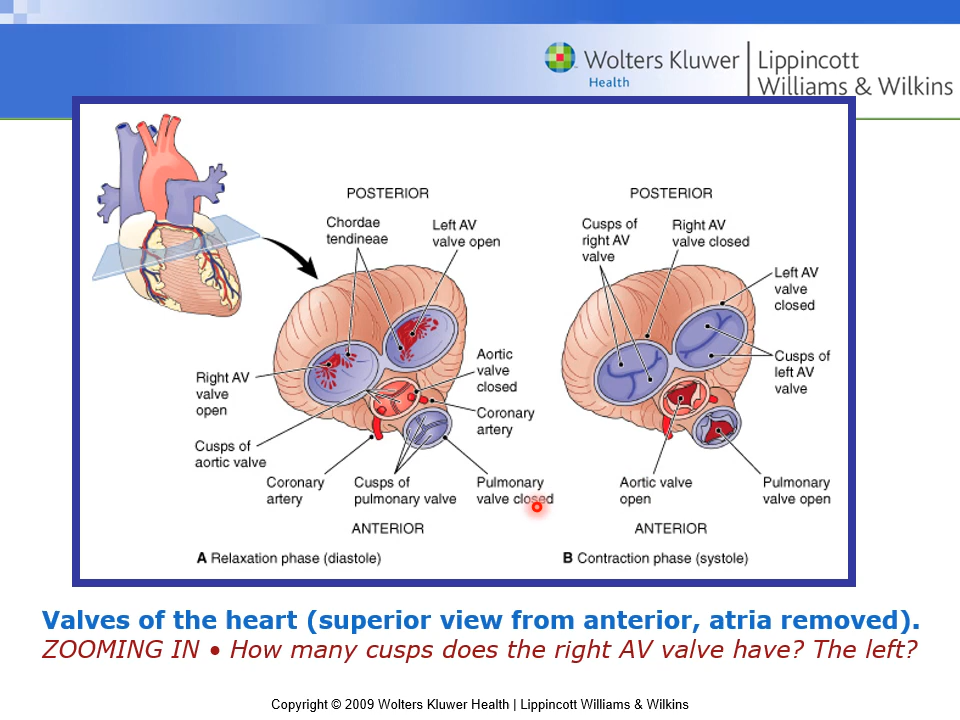 Wolters Kluwer
Health
Lippincott
Williams & Wilkins
POSTERIOR
Chordae
tendineae
Left AV
valve open
Right AV
valve
open
Aortic
valve
closed
Coronary
artery
Cusps of
aortic valve
Coronary
artery
Cusps of
pulmonary valve
Pulmonary
valve closed
ANTERIOR
A Relaxation phase (diastole)
POSTERIOR
Cusps of
right AV
valve
Right AV
valve closed
Left AV
valve
closed
Cusps of
left AV
valve
Aortic valve
open
Pulmonary
valve open
ANTERIOR
B Contraction phase (systole)
Valves of the heart (superior view from anterior, atria removed).
ZOOMING IN • How many cusps does the right AV valve have? The left?
Copyright © 2009 Wolters Kluwer Health | Lippincott Williams & Wilkins